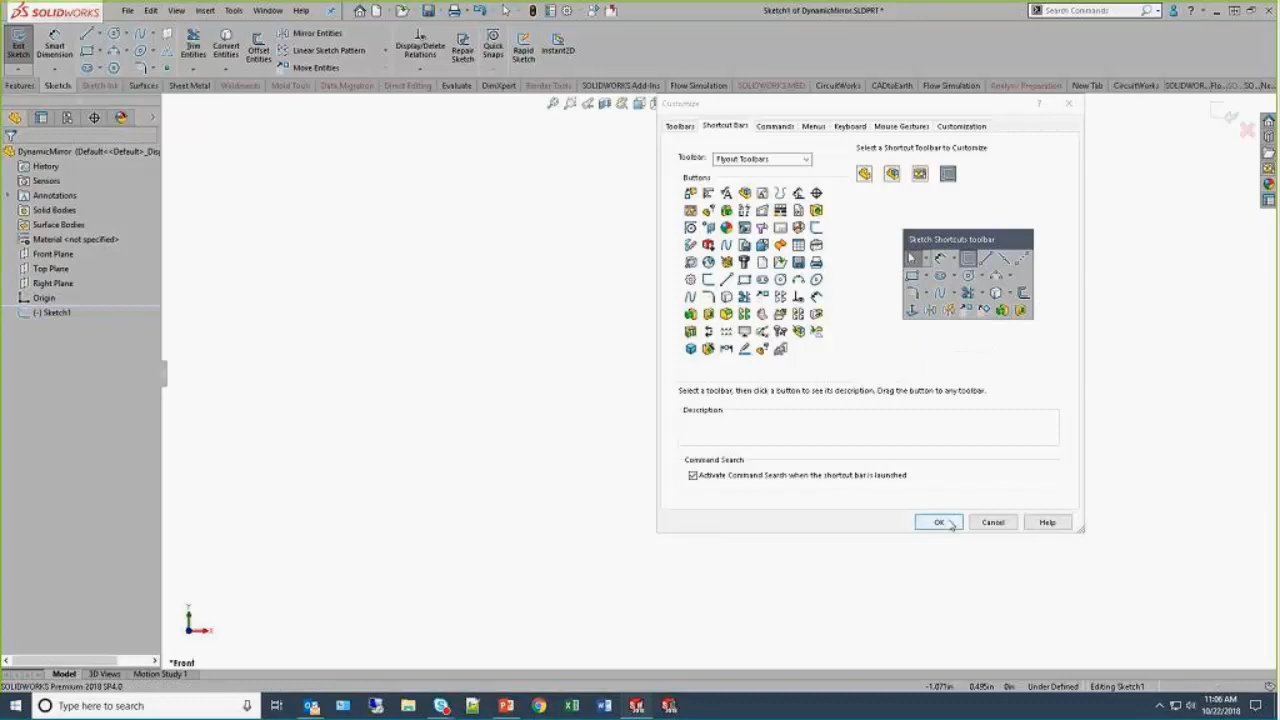 SOLIDWORKS
File Edit View Insert Tools Window Help
Sketch1 of DynamicMirror.SLDPRT *
Search Commands
Exit Sketch
Smart Dimension
Trim Entities
Convert Entities
Offset Entities
Mirror Entities
Linear Sketch Pattern
Move Entities
Display/Delete Relations
Repair Sketch
Quick Snaps
Rapid Sketch
Instant2D
Features Sketch Sketch Ink Surfaces Sheet Metal Weldments Mold Tools Data Migration Direct Editing Evaluate DimXpert Render Tools SOLIDWORKS Add-Ins Flow Simulation SOLIDWORKS MBD CircuitWorks CADtoEarth Flow Simulation Analysis Preparation New Tab CircuitWorks SOLIDWOR... Flo... SO... Ne...
DynamicMirror (Default<<Default>_Disp
History
Sensors
Annotations
Solid Bodies
Surface Bodies
Material <not specified>
Front Plane
Top Plane
Right Plane
Origin
(-) Sketch1
Customize
Toolbars Shortcut Bars Commands Menus Keyboard Mouse Gestures Customization
Toolbar: Flyout Toolbars
Select a Shortcut Toolbar to Customize
Buttons
Sketch Shortcuts toolbar
Select a toolbar, then click a button to see its description. Drag the button to any toolbar.
Description
Command Search
Activate Command Search when the shortcut bar is launched
OK Cancel Help
Y
X
*Front
Model 3D Views Motion Study 1
SOLIDWORKS Premium 2018 SP4.0
-1.071in 0.495in 0in Under Defined Editing Sketch1
Type here to search
11:06 AM
10/22/2018